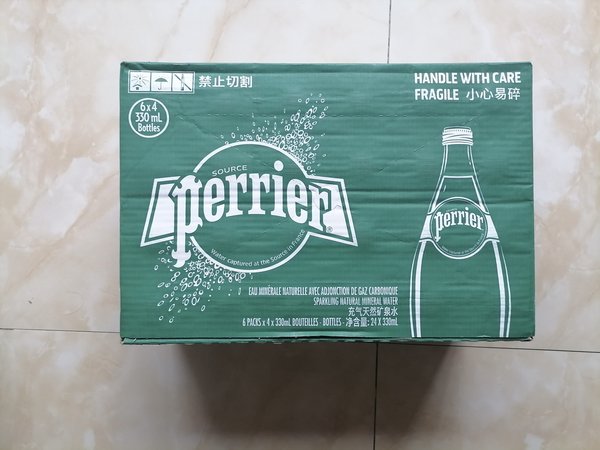 禁止切割
HANDLE WITH CARE
FRAGILE 小心易碎
6x4
330 mL
Bottles
SOURCE
perrier®
Water captured at the Source in France
perrier
EAU MINÉRALE NATURELLE AVEC ADJONCTION DE GAZ CARBONIQUE
SPARKLING NATURAL MINERAL WATER
充气天然矿泉水
6 PACKS x 4 x 330mL BOUTEILLES - BOTTLES - 净含量: 24 X 330mL